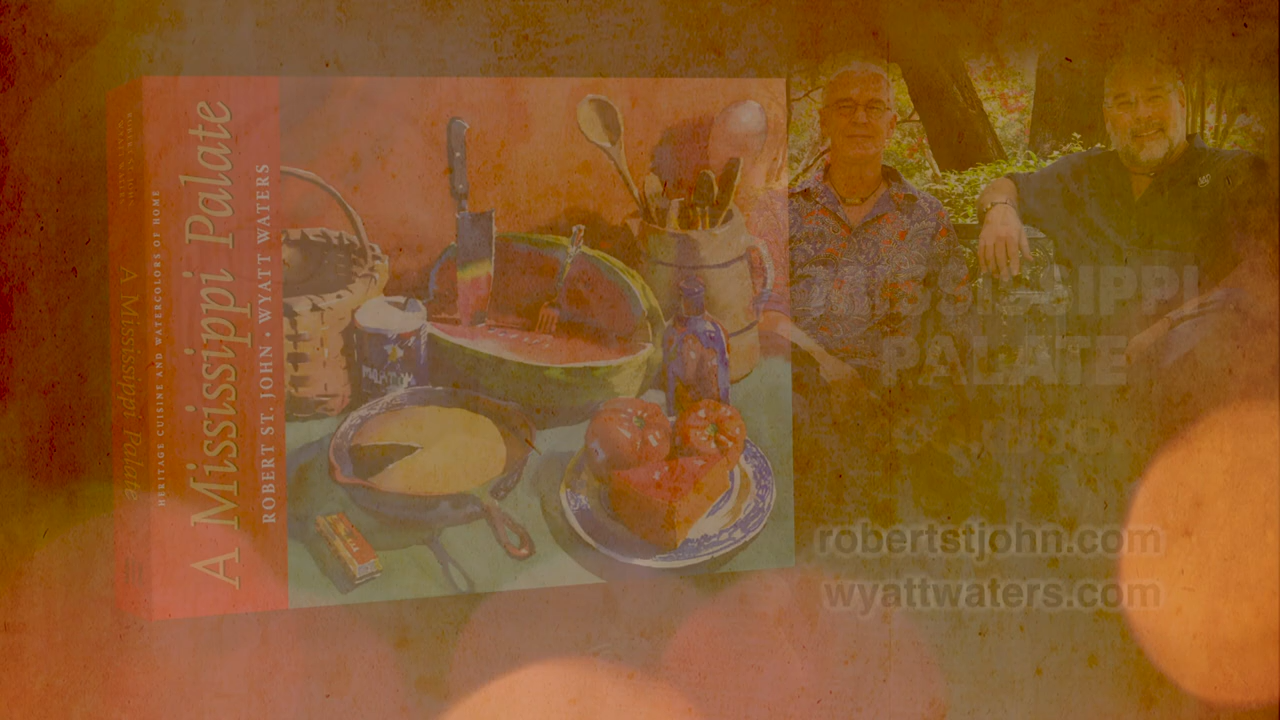 A Mississippi Palate
HERITAGE CUISINE AND WATERCOLORS OF HOME
A Mississippi Palate
ROBERT ST. JOHN • WYATT WATERS
MISSISSIPPI
PALATE
robertstjohn.com
wyattwaters.com